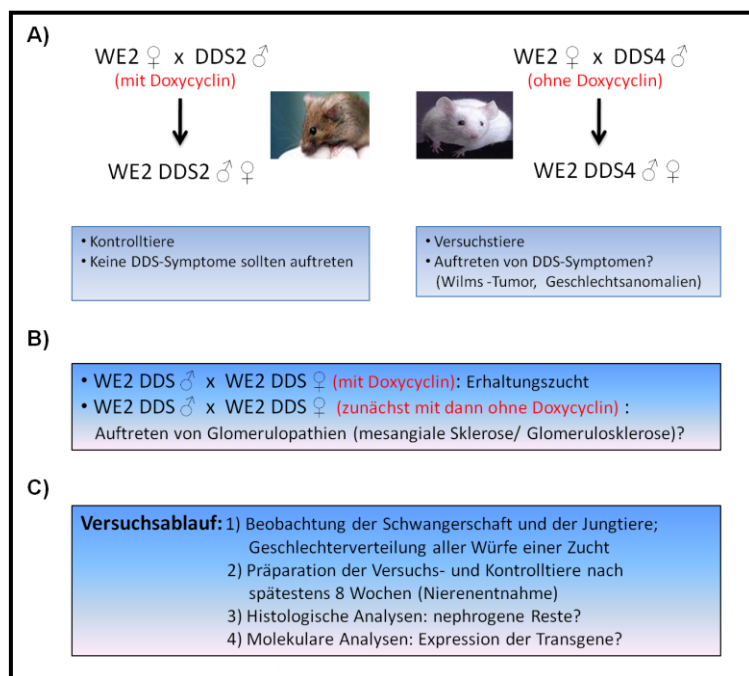 A)
WE2 ♀ x DDS2 ♂
(mit Doxycyclin)
WE2 DDS2 ♂ ♀
WE2 ♀ x DDS4 ♂
(ohne Doxycyclin)
WE2 DDS4 ♂ ♀
• Kontrolltiere
• Keine DDS-Symptome sollten auftreten
• Versuchstiere
• Auftreten von DDS-Symptomen?
(Wilms -Tumor, Geschlechtsanomalien)
B)
• WE2 DDS ♂ x WE2 DDS ♀ (mit Doxycyclin): Erhaltungszucht
• WE2 DDS ♂ x WE2 DDS ♀ (zunächst mit dann ohne Doxycyclin) :
Auftreten von Glomerulopathien (mesangiale Sklerose/ Glomerulosklerose)?
C)
Versuchsablauf: 1) Beobachtung der Schwangerschaft und der Jungtiere;
Geschlechterverteilung aller Würfe einer Zucht
2) Präparation der Versuchs- und Kontrolltiere nach
spätestens 8 Wochen (Nierenentnahme)
3) Histologische Analysen: nephrogene Reste?
4) Molekulare Analysen: Expression der Transgene?